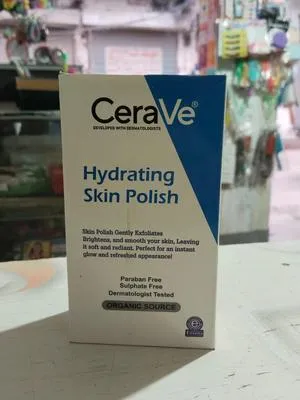 CeraVe®
DEVELOPED WITH DERMATOLOGISTS
Hydrating
Skin Polish
Skin Polish Gently Exfoliates
Brightens, and smooth your skin, Leaving
it soft and radiant. Perfect for an instant
glow and refreshed appearance!
Paraban Free
Sulphate Free
Dermatologist Tested
ORGANIC SOURCE